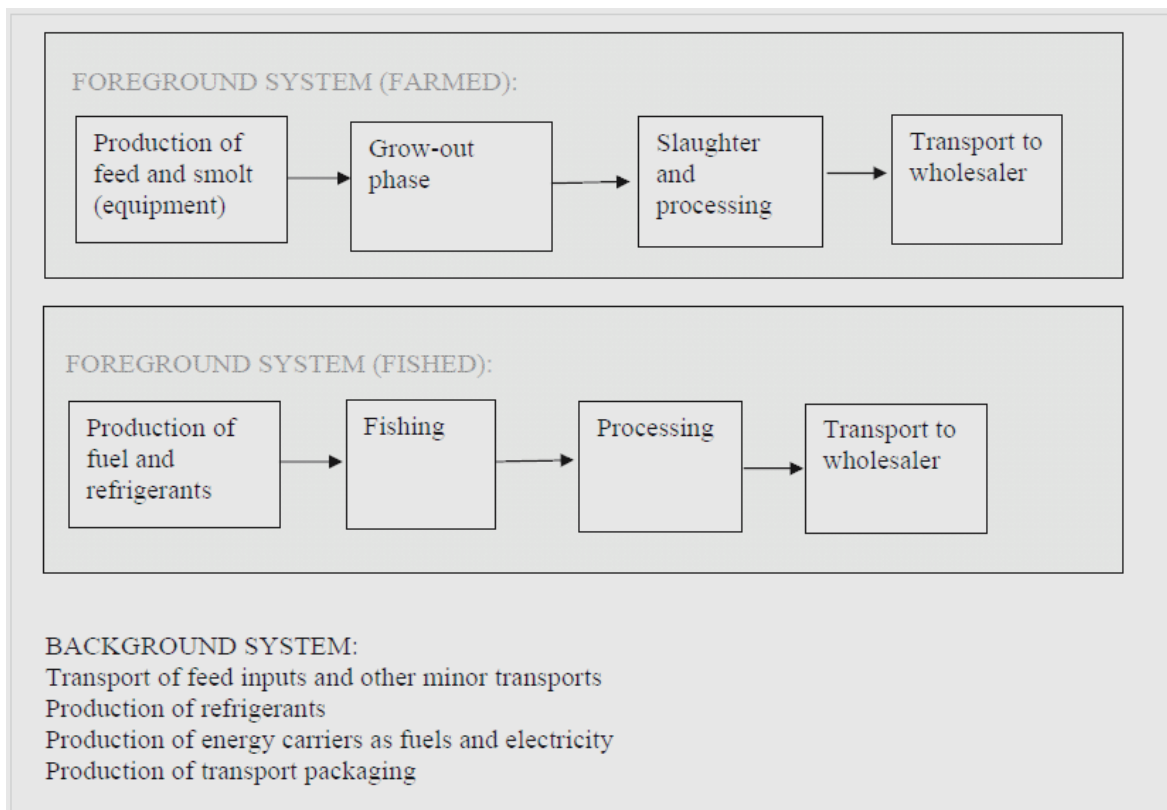 FOREGROUND SYSTEM (FARMED):
Production of
feed and smolt
(equipment)
Grow-out
phase
Slaughter
and
processing
Transport to
wholesaler
FOREGROUND SYSTEM (FISHED):
Production of
fuel and
refrigerants
Fishing
Processing
Transport to
wholesaler
BACKGROUND SYSTEM:
Transport of feed inputs and other minor transports
Production of refrigerants
Production of energy carriers as fuels and electricity
Production of transport packaging